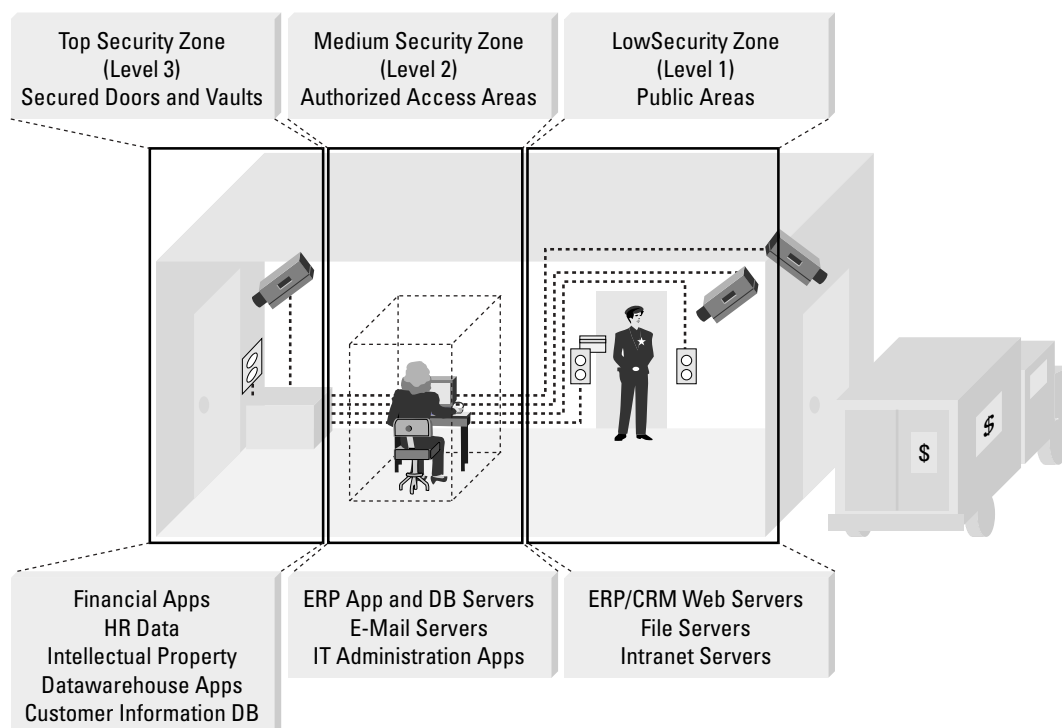 Top Security Zone
(Level 3)
Secured Doors and Vaults
Medium Security Zone
(Level 2)
Authorized Access Areas
LowSecurity Zone
(Level 1)
Public Areas
$
$
Financial Apps
HR Data
Intellectual Property
Datawarehouse Apps
Customer Information DB
ERP App and DB Servers
E-Mail Servers
IT Administration Apps
ERP/CRM Web Servers
File Servers
Intranet Servers